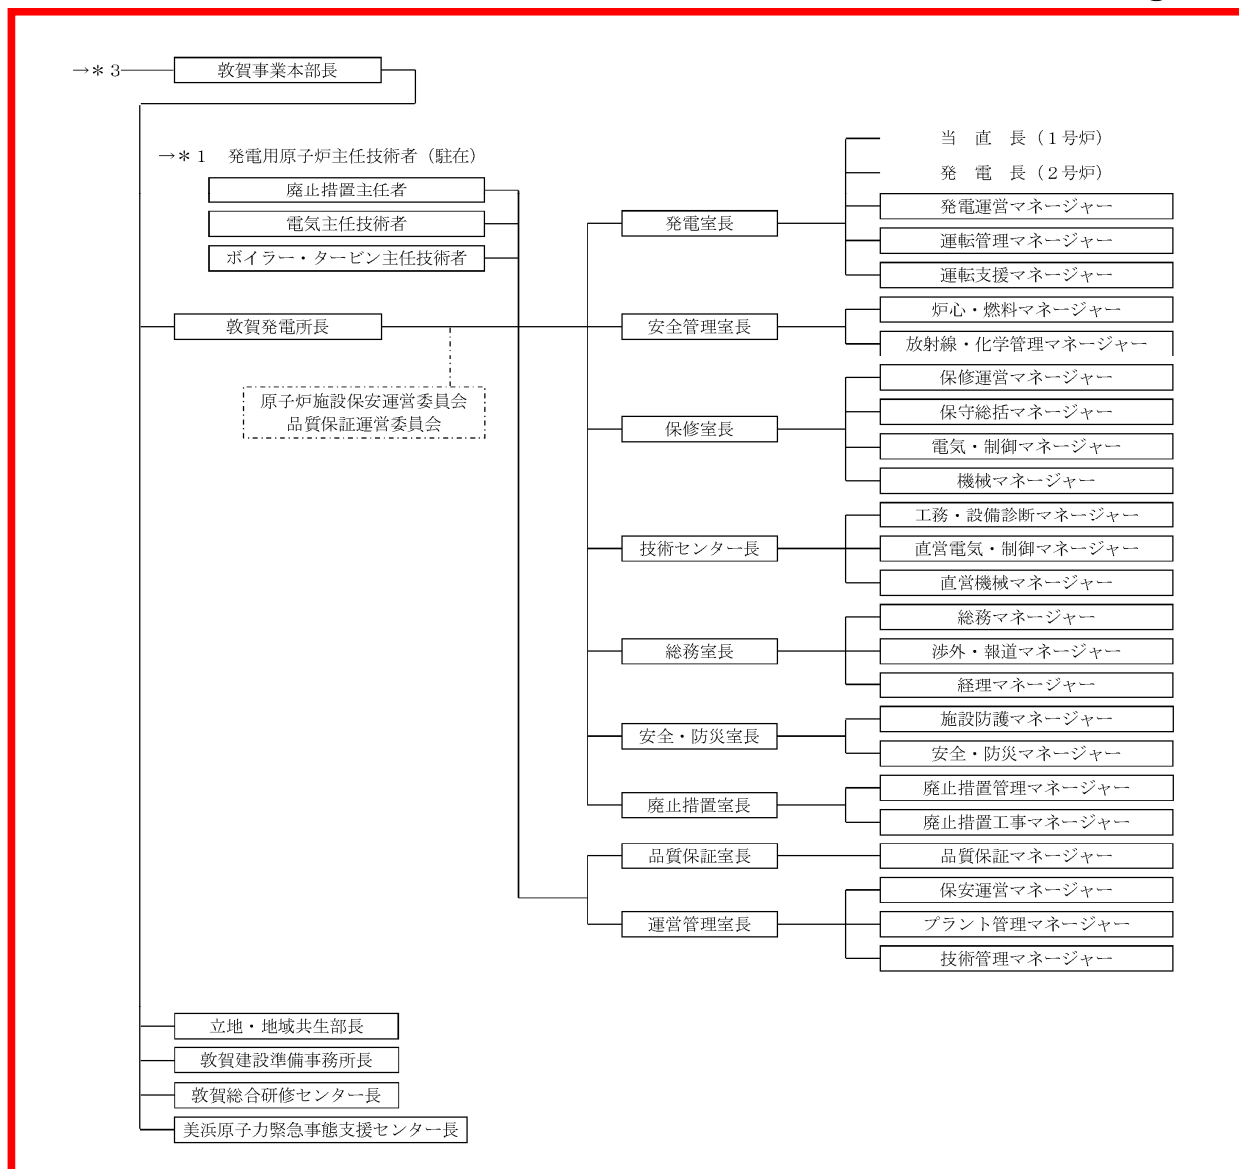 →＊３ 敦賀事業本部長
→＊１ 発電用原子炉主任技術者（駐在）
廃止措置主任者
電気主任技術者
ボイラー・タービン主任技術者
敦賀発電所長
原子炉施設保安運営委員会
品質保証運営委員会
発電室長
当　直　長（１号炉）
発　電　長（２号炉）
発電運営マネージャー
運転管理マネージャー
運転支援マネージャー
安全管理室長
炉心・燃料マネージャー
放射線・化学管理マネージャー
保修室長
保修運営マネージャー
保守総括マネージャー
電気・制御マネージャー
機械マネージャー
技術センター長
工務・設備診断マネージャー
直営電気・制御マネージャー
直営機械マネージャー
総務室長
総務マネージャー
渉外・報道マネージャー
経理マネージャー
安全・防災室長
施設防護マネージャー
安全・防災マネージャー
廃止措置室長
廃止措置管理マネージャー
廃止措置工事マネージャー
品質保証室長
品質保証マネージャー
運営管理室長
保安運営マネージャー
プラント管理マネージャー
技術管理マネージャー
立地・地域共生部長
敦賀建設準備事務所長
敦賀総合研修センター長
美浜原子力緊急事態支援センター長